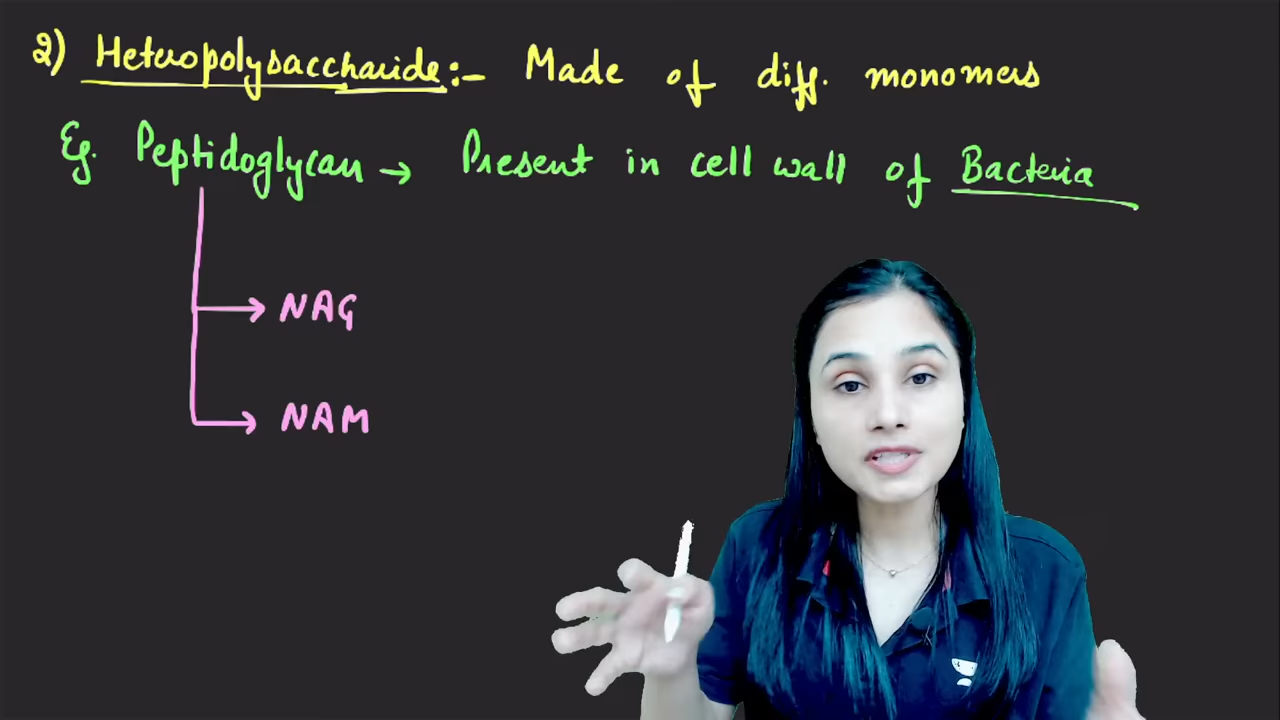 2) Heteropolysaccharide:- Made of diff. monomers
Eg. Peptidoglycan → Present in cell wall of Bacteria
NAG
NAM